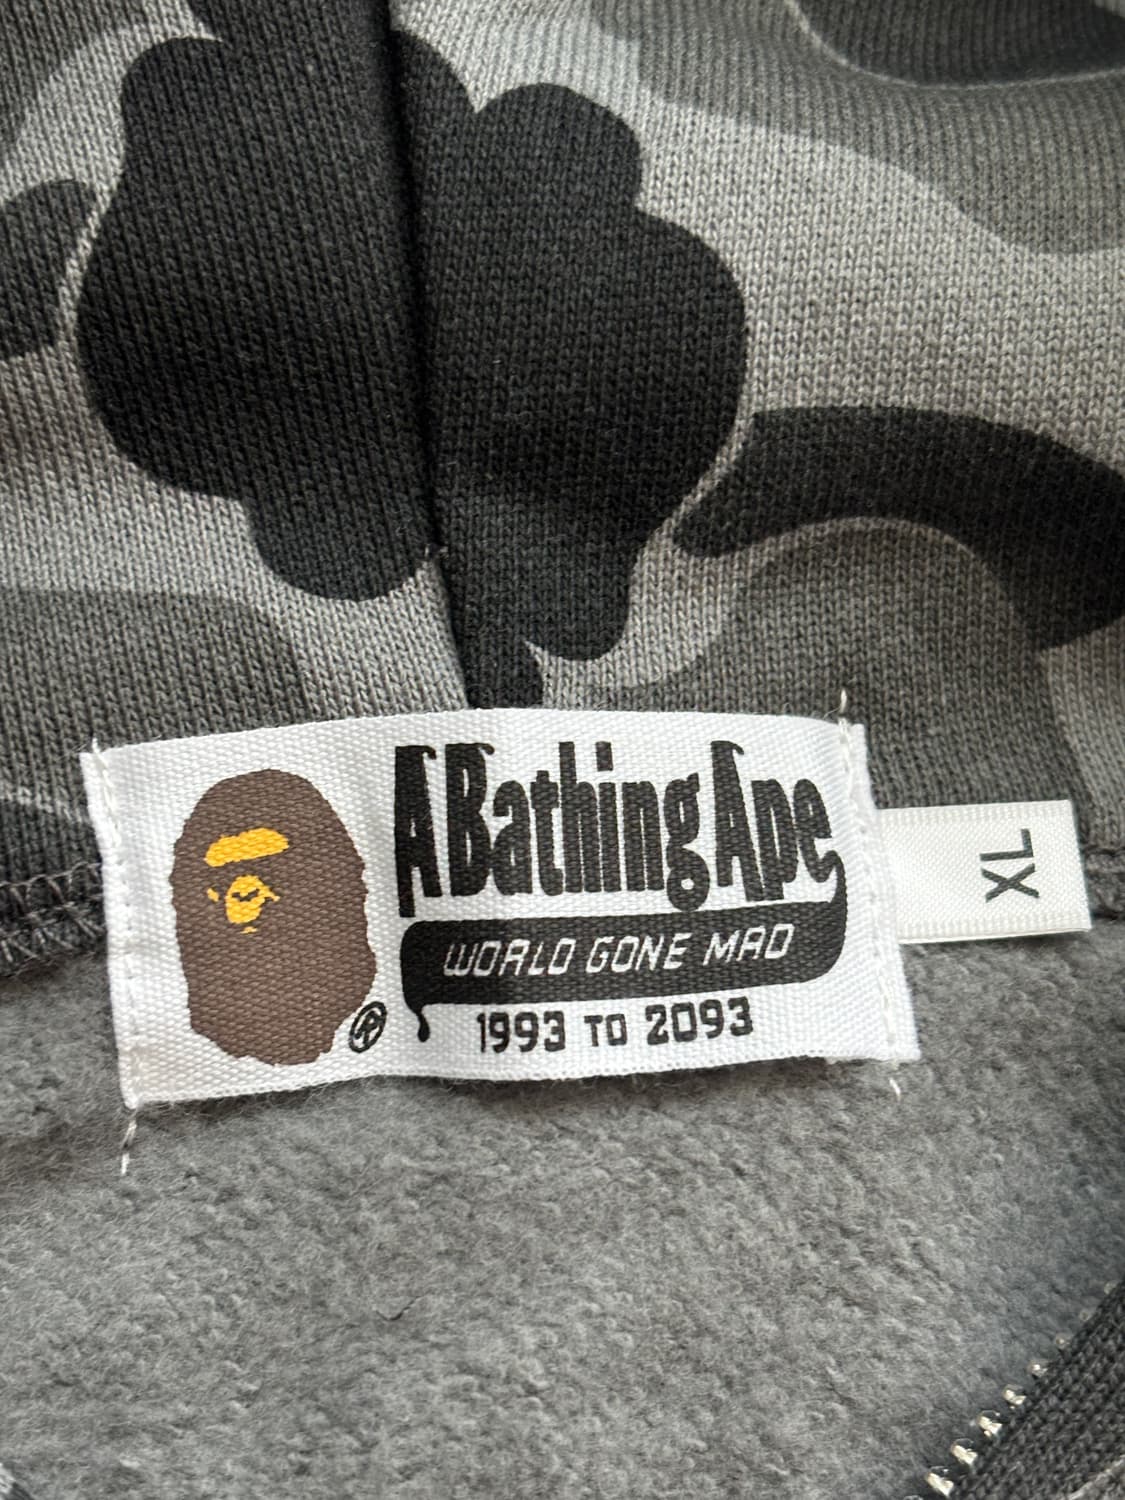 A Bathing Ape
WORLD GONE MAD
1993 TO 2093
®
XL